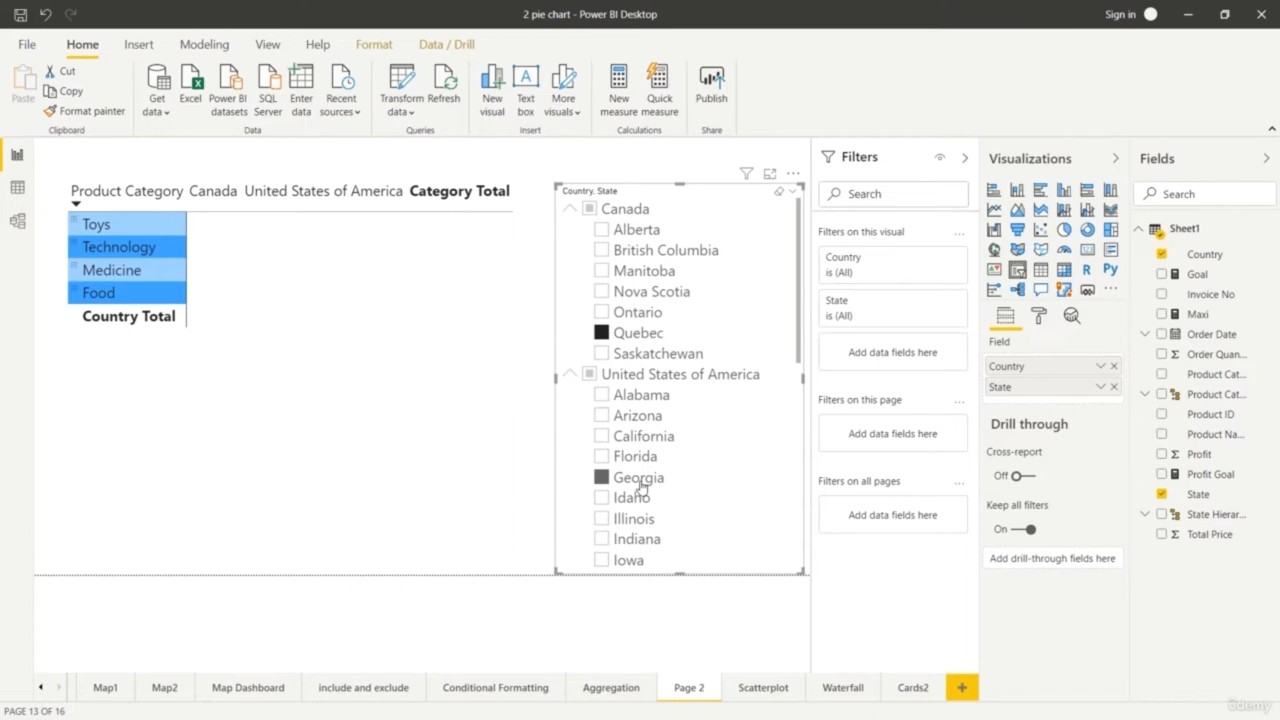 2 pie chart - Power BI Desktop
Sign in
File Home Insert Modeling View Help Format Data / Drill
Paste
Cut
Copy
Format painter
Clipboard
Get data
Excel
Power BI datasets
SQL Server
Enter data
Recent sources
Data
Transform data
Refresh
Queries
New visual
Text box
More visuals
Insert
New measure
Quick measure
Calculations
Publish
Share
Product Category Canada United States of America Category Total
Toys
Technology
Medicine
Food
Country Total
Country, State
Canada
Alberta
British Columbia
Manitoba
Nova Scotia
Ontario
Quebec
Saskatchewan
United States of America
Alabama
Arizona
California
Florida
Georgia
Idaho
Illinois
Indiana
Iowa
Filters
Search
Filters on this visual ...
Country
is (All)
State
is (All)
Add data fields here
Filters on this page ...
Add data fields here
Filters on all pages ...
Add data fields here
Visualizations
R Py
...
Field
Country
State
Drill through
Cross-report
Off
Keep all filters
On
Add drill-through fields here
Fields
Search
Sheet1
Country
Goal
Invoice No
Maxi
Order Date
Σ Order Quan...
Product Cat...
Product Cat...
Product ID
Product Na...
Σ Profit
Profit Goal
State
State Hierar...
Σ Total Price
Map1 Map2 Map Dashboard include and exclude Conditional Formatting Aggregation Page 2 Scatterplot Waterfall Cards2 +
PAGE 13 OF 16
ûdemy